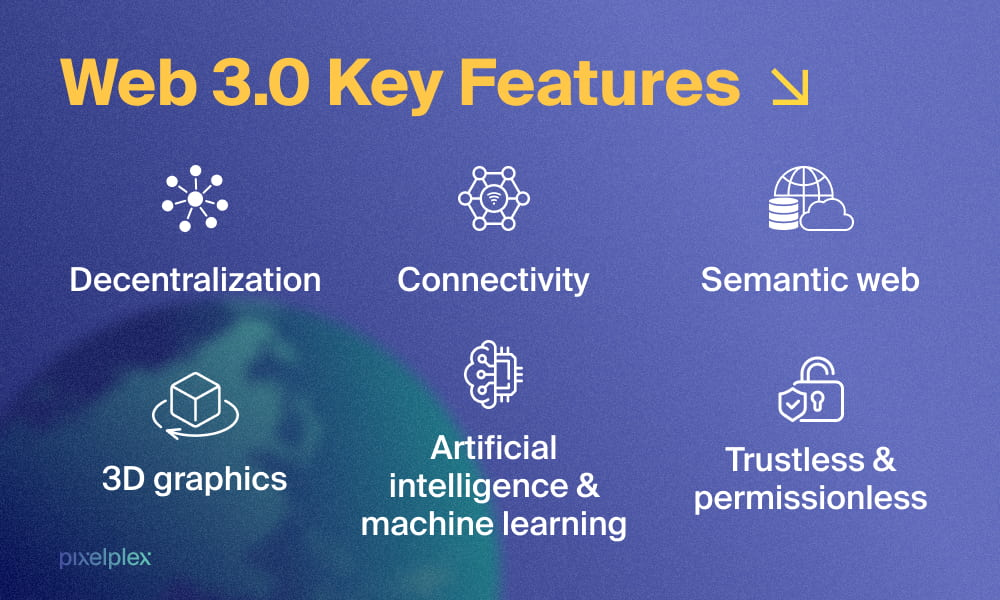 Web 3.0 Key Features
Decentralization
Connectivity
Semantic web
3D graphics
Artificial
intelligence &
machine learning
Trustless &
permissionless
pixelplex